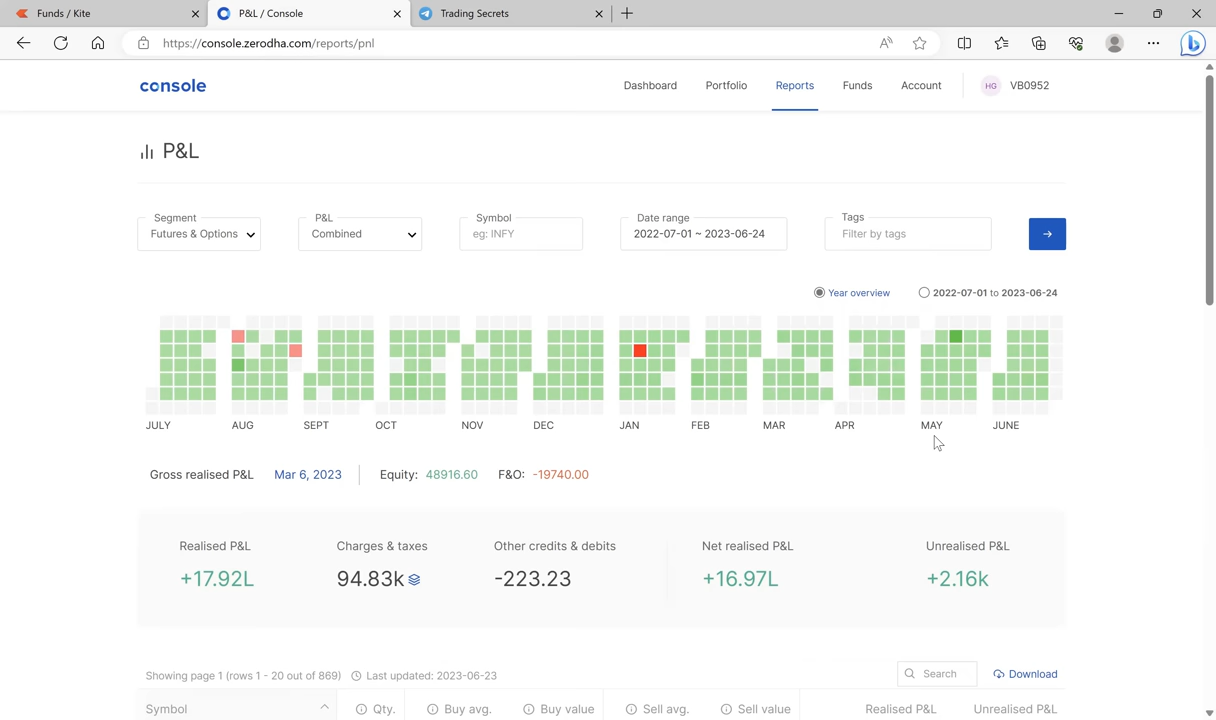 Funds / Kite
P&L / Console
Trading Secrets
https://console.zerodha.com/reports/pnl
console
Dashboard
Portfolio
Reports
Funds
Account
HG
VB0952
P&L
Segment
P&L
Symbol
Date range
Tags
Futures & Options
Combined
eg: INFY
2022-07-01 ~ 2023-06-24
Filter by tags
Year overview
2022-07-01 to 2023-06-24
JULY
AUG
SEPT
OCT
NOV
DEC
JAN
FEB
MAR
APR
MAY
JUNE
Gross realised P&L Mar 6, 2023 Equity: 48916.60 F&O: -19740.00
Realised P&L
Charges & taxes
Other credits & debits
Net realised P&L
Unrealised P&L
+17.92L
94.83k
-223.23
+16.97L
+2.16k
Showing page 1 (rows 1 - 20 out of 869)
Last updated: 2023-06-23
Search
Download
Symbol
Qty.
Buy avg.
Buy value
Sell avg.
Sell value
Realised P&L
Unrealised P&L